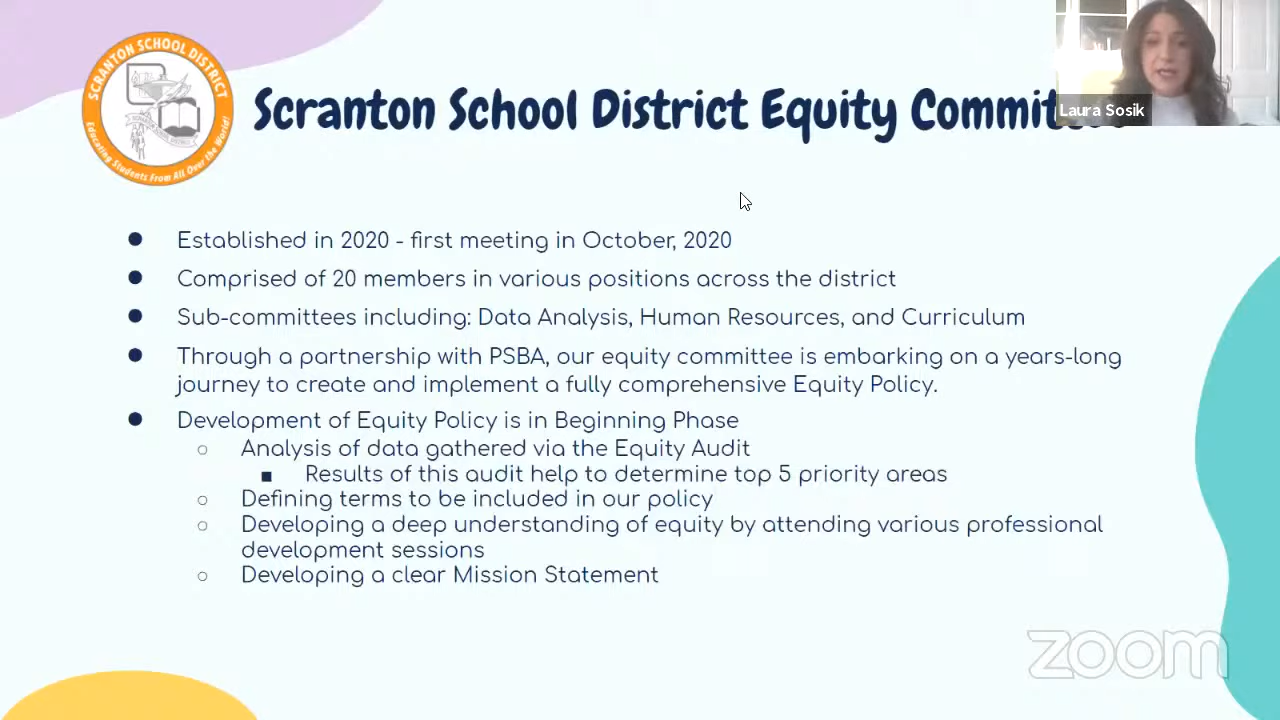 SCRANTON SCHOOL DISTRICT
Educating Students From All Over the World!
Scranton School District Equity
Laura Sosik
● Established in 2020 - first meeting in October, 2020
● Comprised of 20 members in various positions across the district
● Sub-committees including: Data Analysis, Human Resources, and Curriculum
● Through a partnership with PSBA, our equity committee is embarking on a years-long
journey to create and implement a fully comprehensive Equity Policy.
● Development of Equity Policy is in Beginning Phase
○ Analysis of data gathered via the Equity Audit
■ Results of this audit help to determine top 5 priority areas
○ Defining terms to be included in our policy
○ Developing a deep understanding of equity by attending various professional
development sessions
○ Developing a clear Mission Statement
zoom